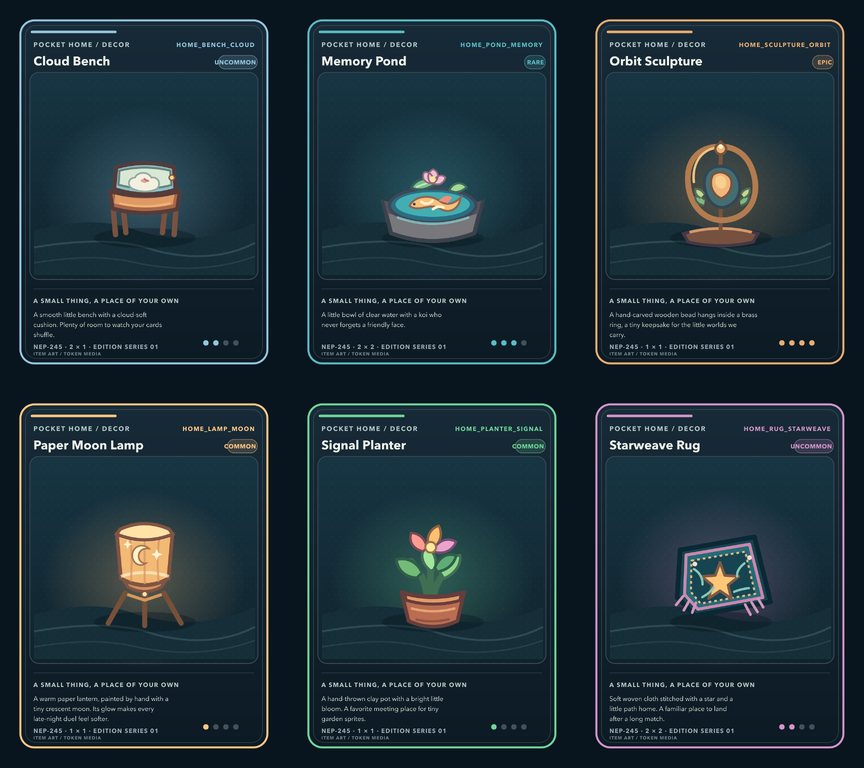 POCKET HOME / DECOR
HOME_BENCH_CLOUD
Cloud Bench
UNCOMMON
A SMALL THING, A PLACE OF YOUR OWN
A smooth little bench with a cloud-soft
cushion. Plenty of room to watch your cards
shuffle.
NEP-245 · 2 × 1 · EDITION SERIES 01
ITEM ART / TOKEN MEDIA
POCKET HOME / DECOR
HOME_POND_MEMORY
Memory Pond
RARE
A SMALL THING, A PLACE OF YOUR OWN
A little bowl of clear water with a koi who
never forgets a friendly face.
NEP-245 · 2 × 2 · EDITION SERIES 01
ITEM ART / TOKEN MEDIA
POCKET HOME / DECOR
HOME_SCULPTURE_ORBIT
Orbit Sculpture
EPIC
A SMALL THING, A PLACE OF YOUR OWN
A hand-carved wooden bead hangs inside a brass
ring, a tiny keepsake for the little worlds we
carry.
NEP-245 · 1 × 1 · EDITION SERIES 01
ITEM ART / TOKEN MEDIA
POCKET HOME / DECOR
HOME_LAMP_MOON
Paper Moon Lamp
COMMON
A SMALL THING, A PLACE OF YOUR OWN
A warm paper lantern, painted by hand with a
tiny crescent moon. Its glow makes every
late-night duel feel softer.
NEP-245 · 1 × 1 · EDITION SERIES 01
ITEM ART / TOKEN MEDIA
POCKET HOME / DECOR
HOME_PLANTER_SIGNAL
Signal Planter
COMMON
A SMALL THING, A PLACE OF YOUR OWN
A hand-thrown clay pot with a bright little
bloom. A favorite meeting place for tiny
garden sprites.
NEP-245 · 1 × 1 · EDITION SERIES 01
ITEM ART / TOKEN MEDIA
POCKET HOME / DECOR
HOME_RUG_STARWEAVE
Starweave Rug
UNCOMMON
A SMALL THING, A PLACE OF YOUR OWN
Soft woven cloth stitched with a star and a
little path home. A familiar place to land
after a long match.
NEP-245 · 2 × 2 · EDITION SERIES 01
ITEM ART / TOKEN MEDIA